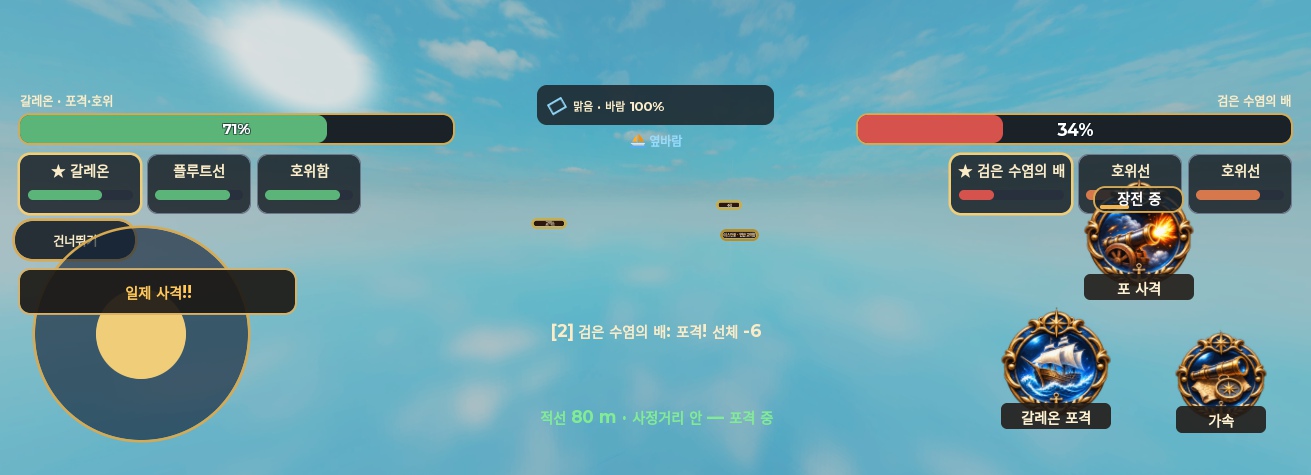 갈레온 · 포격·호위
71%
★ 갈레온
플루트선
호위함
건너뛰기
일제 사격!!
맑음 · 바람 100%
옆바람
[2] 검은 수염의 배: 포격! 선체 -6
적선 80 m · 사정거리 안 — 포격 중
검은 수염의 배
34%
★ 검은 수염의 배
호위선
호위선
장전 중
포 사격
갈레온 포격
가속